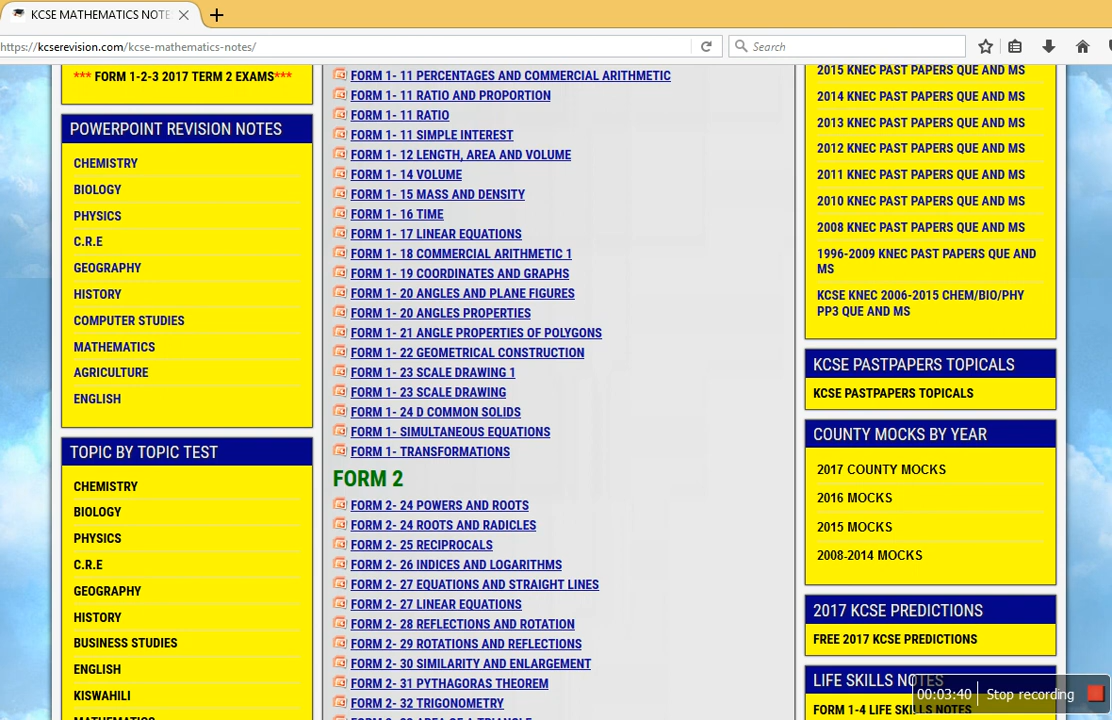 KCSE MATHEMATICS NOTE
https://kcserevision.com/kcse-mathematics-notes/
Search
*** FORM 1-2-3 2017 TERM 2 EXAMS***
POWERPOINT REVISION NOTES
CHEMISTRY
BIOLOGY
PHYSICS
C.R.E
GEOGRAPHY
HISTORY
COMPUTER STUDIES
MATHEMATICS
AGRICULTURE
ENGLISH
TOPIC BY TOPIC TEST
CHEMISTRY
BIOLOGY
PHYSICS
C.R.E
GEOGRAPHY
HISTORY
BUSINESS STUDIES
ENGLISH
KISWAHILI
MATHEMATICS
FORM 1- 11 PERCENTAGES AND COMMERCIAL ARITHMETIC
FORM 1- 11 RATIO AND PROPORTION
FORM 1- 11 RATIO
FORM 1- 11 SIMPLE INTEREST
FORM 1- 12 LENGTH, AREA AND VOLUME
FORM 1- 14 VOLUME
FORM 1- 15 MASS AND DENSITY
FORM 1- 16 TIME
FORM 1- 17 LINEAR EQUATIONS
FORM 1- 18 COMMERCIAL ARITHMETIC 1
FORM 1- 19 COORDINATES AND GRAPHS
FORM 1- 20 ANGLES AND PLANE FIGURES
FORM 1- 20 ANGLES PROPERTIES
FORM 1- 21 ANGLE PROPERTIES OF POLYGONS
FORM 1- 22 GEOMETRICAL CONSTRUCTION
FORM 1- 23 SCALE DRAWING 1
FORM 1- 23 SCALE DRAWING
FORM 1- 24 D COMMON SOLIDS
FORM 1- SIMULTANEOUS EQUATIONS
FORM 1- TRANSFORMATIONS
FORM 2
FORM 2- 24 POWERS AND ROOTS
FORM 2- 24 ROOTS AND RADICLES
FORM 2- 25 RECIPROCALS
FORM 2- 26 INDICES AND LOGARITHMS
FORM 2- 27 EQUATIONS AND STRAIGHT LINES
FORM 2- 27 LINEAR EQUATIONS
FORM 2- 28 REFLECTIONS AND ROTATION
FORM 2- 29 ROTATIONS AND REFLECTIONS
FORM 2- 30 SIMILARITY AND ENLARGEMENT
FORM 2- 31 PYTHAGORAS THEOREM
FORM 2- 32 TRIGONOMETRY
2015 KNEC PAST PAPERS QUE AND MS
2014 KNEC PAST PAPERS QUE AND MS
2013 KNEC PAST PAPERS QUE AND MS
2012 KNEC PAST PAPERS QUE AND MS
2011 KNEC PAST PAPERS QUE AND MS
2010 KNEC PAST PAPERS QUE AND MS
2008 KNEC PAST PAPERS QUE AND MS
1996-2009 KNEC PAST PAPERS QUE AND
MS
KCSE KNEC 2006-2015 CHEM/BIO/PHY
PP3 QUE AND MS
KCSE PASTPAPERS TOPICALS
KCSE PASTPAPERS TOPICALS
COUNTY MOCKS BY YEAR
2017 COUNTY MOCKS
2016 MOCKS
2015 MOCKS
2008-2014 MOCKS
2017 KCSE PREDICTIONS
FREE 2017 KCSE PREDICTIONS
LIFE SKILLS NOTES
FORM 1-4 LIFE SKILLS NOTES
00:03:40 Stop recording